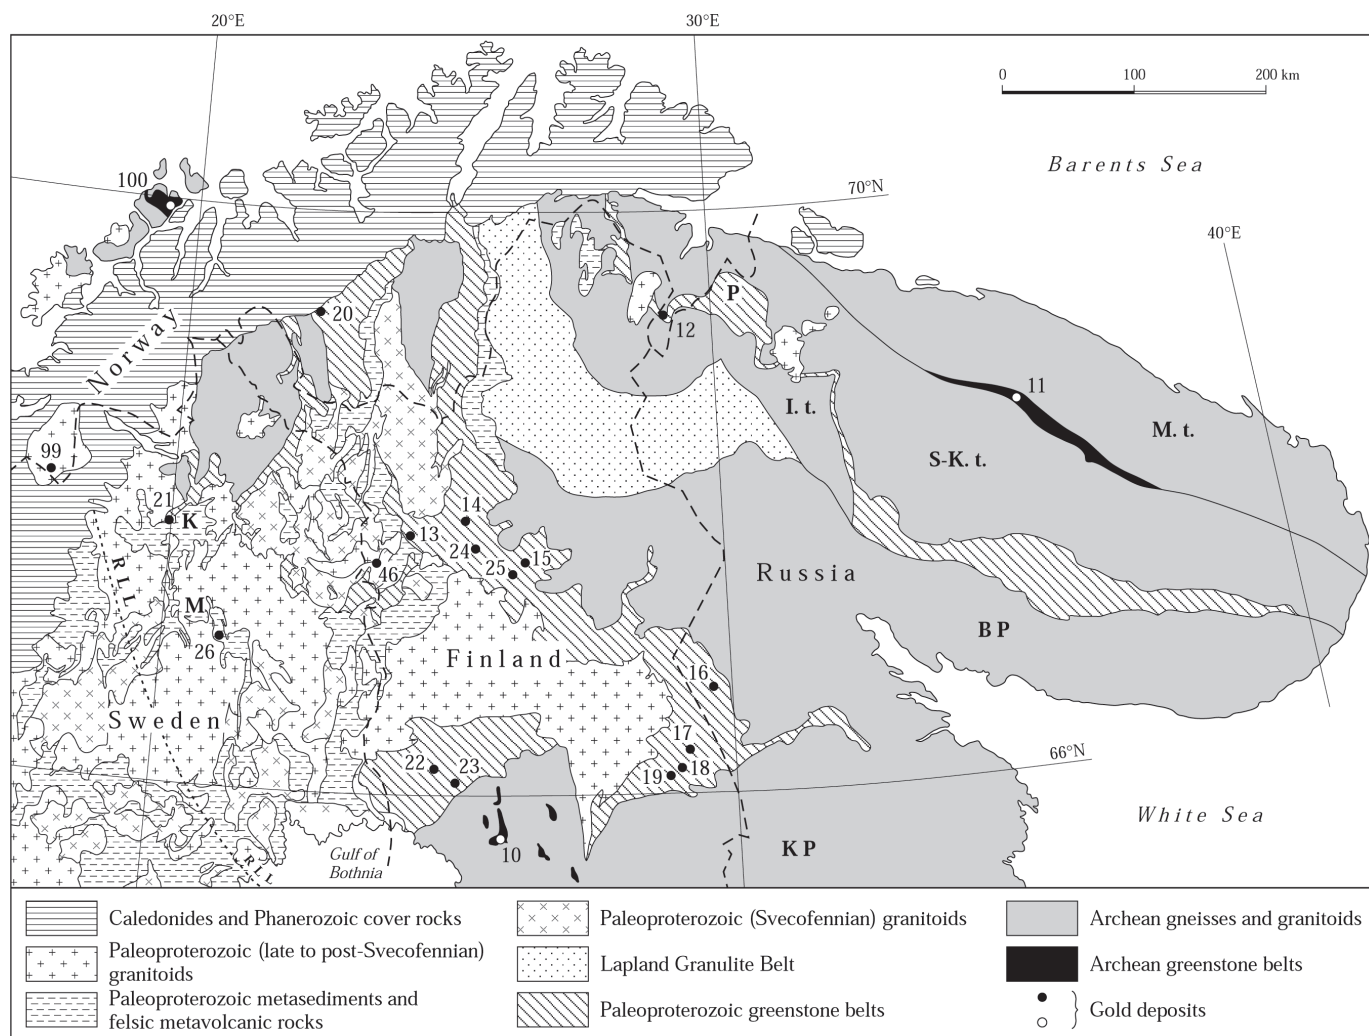 20°E
30°E
0 100 200 km
Barents Sea
100
70°N
40°E
P
20
12
Norway
11
I. t.
M. t.
99
S-K. t.
21
K
14
13
24
15
25
46
RLL
Russia
M
26
BP
Finland
16
Sweden
17
66°N
22
23
19
18
White Sea
10
KP
Gulf of
Bothnia
RLL
Caledonides and Phanerozoic cover rocks
Paleoproterozoic (late to post-Svecofennian)
granitoids
Paleoproterozoic metasediments and
felsic metavolcanic rocks
Paleoproterozoic (Svecofennian) granitoids
Lapland Granulite Belt
Paleoproterozoic greenstone belts
Archean gneisses and granitoids
Archean greenstone belts
Gold deposits